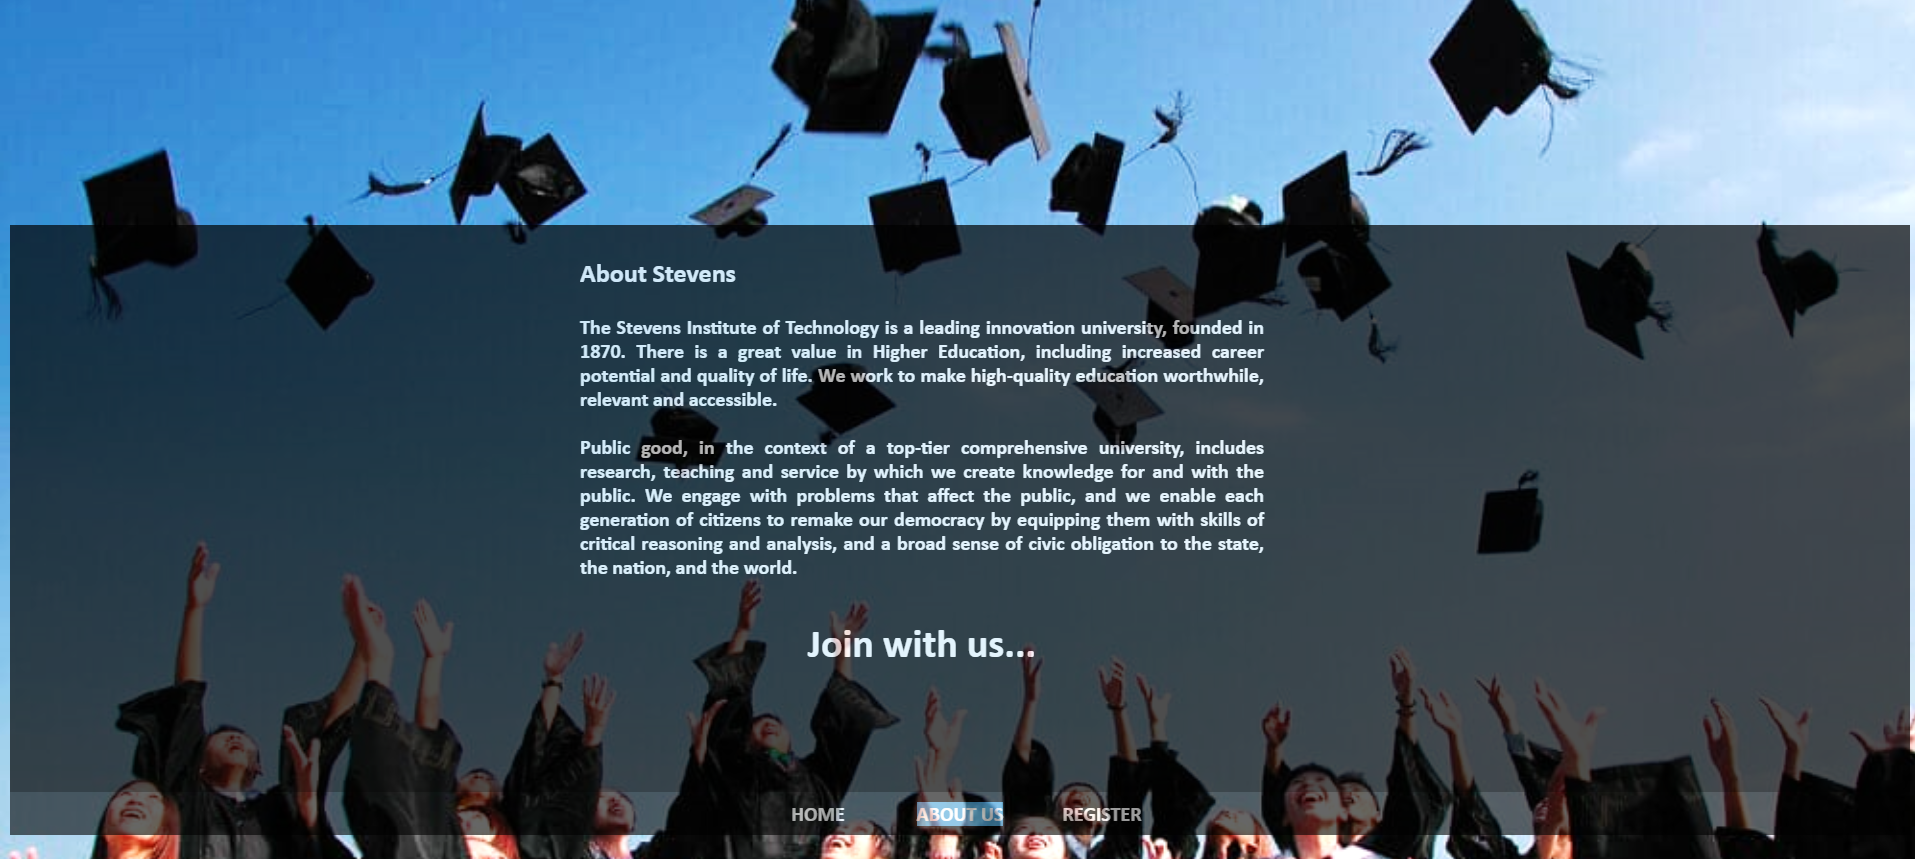 About Stevens
The Stevens Institute of Technology is a leading innovation university, founded in
1870. There is a great value in Higher Education, including increased career
potential and quality of life. We work to make high-quality education worthwhile,
relevant and accessible.
Public good, in the context of a top-tier comprehensive university, includes
research, teaching and service by which we create knowledge for and with the
public. We engage with problems that affect the public, and we enable each
generation of citizens to remake our democracy by equipping them with skills of
critical reasoning and analysis, and a broad sense of civic obligation to the state,
the nation, and the world.
Join with us...
HOME ABOUT US REGISTER